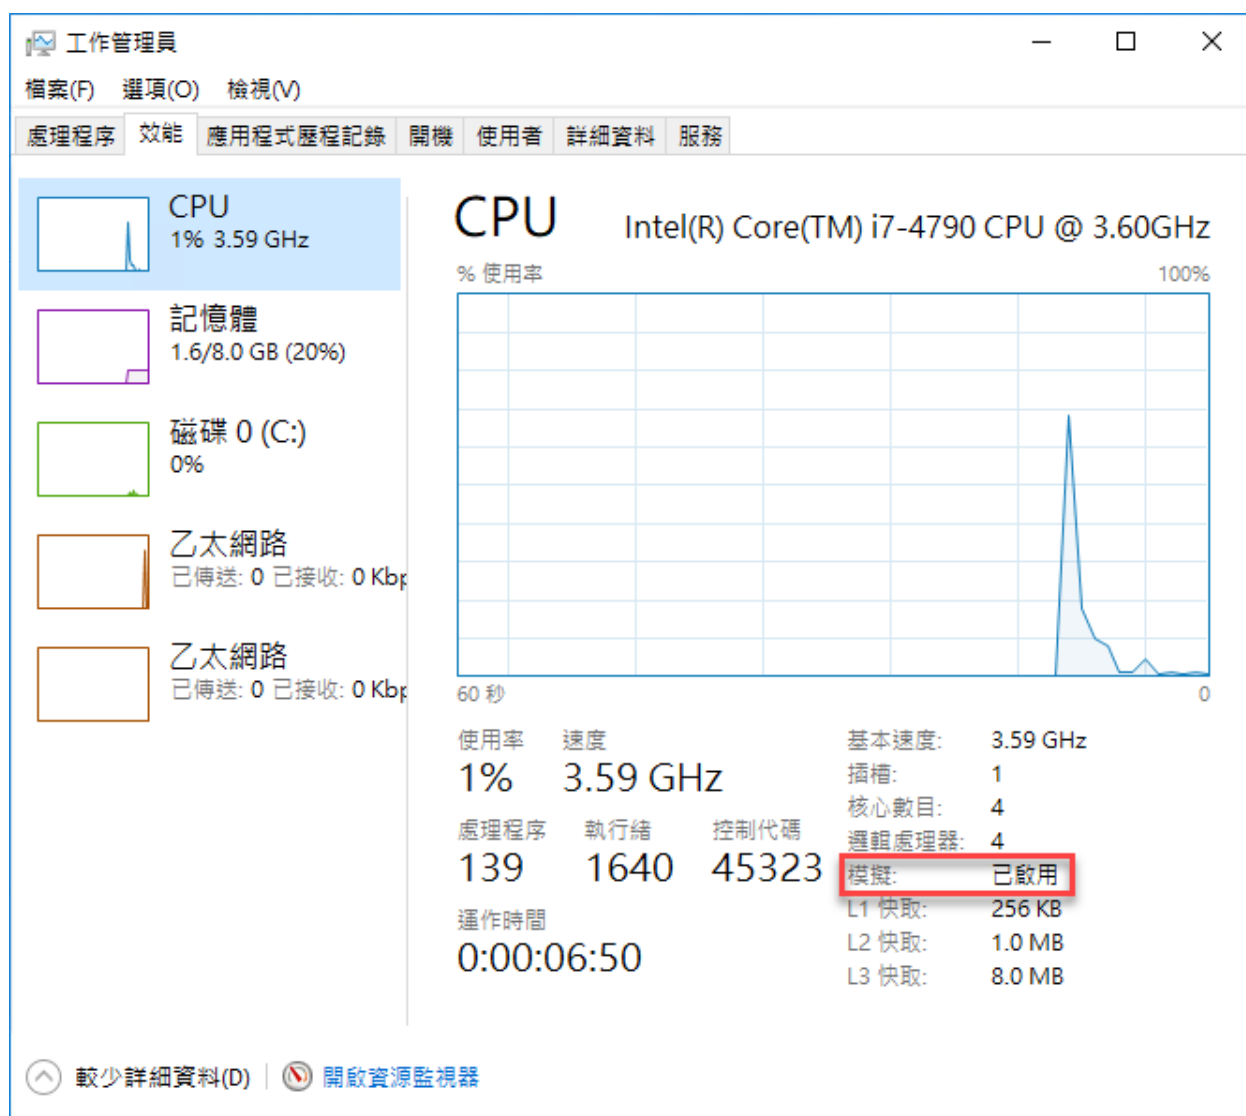 工作管理員
檔案(F) 選項(O) 檢視(V)
處理程序 效能 應用程式歷程記錄 開機 使用者 詳細資料 服務
CPU
1% 3.59 GHz
記憶體
1.6/8.0 GB (20%)
磁碟 0 (C:)
0%
乙太網路
已傳送: 0 已接收: 0 Kbp
乙太網路
已傳送: 0 已接收: 0 Kbp
CPU Intel(R) Core(TM) i7-4790 CPU @ 3.60GHz
% 使用率 100%
60 秒 0
使用率 速度
1% 3.59 GHz
處理程序 執行緒 控制代碼
139 1640 45323
運作時間
0:00:06:50
基本速度: 3.59 GHz
插槽: 1
核心數目: 4
邏輯處理器: 4
模擬: 已啟用
L1 快取: 256 KB
L2 快取: 1.0 MB
L3 快取: 8.0 MB
較少詳細資料(D) 開啟資源監視器